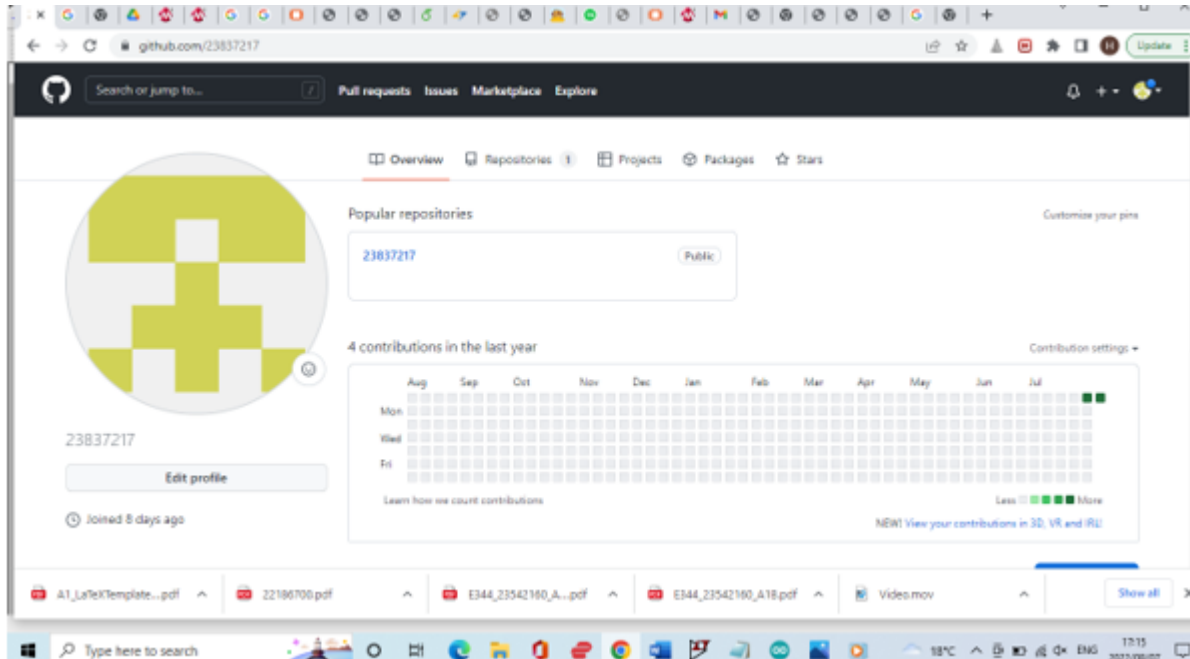 github.com/23837217
Update
Search or jump to...
/
Pull requests Issues Marketplace Explore
Overview Repositories 1 Projects Packages Stars
Popular repositories
Customize your pins
23837217
Public
4 contributions in the last year
Contribution settings
Aug Sep Oct Nov Dec Jan Feb Mar Apr May Jun Jul
Mon
Wed
Fri
Learn how we count contributions
Less More
NEW! View your contributions in 3D, VR and IRL!
23837217
Edit profile
Joined 8 days ago
A1_LaTeXTemplate....pdf
22186700.pdf
E344_23542160_A....pdf
E344_23542160_A18.pdf
Video.mov
Show all
Type here to search
18°C
ENG
12:15